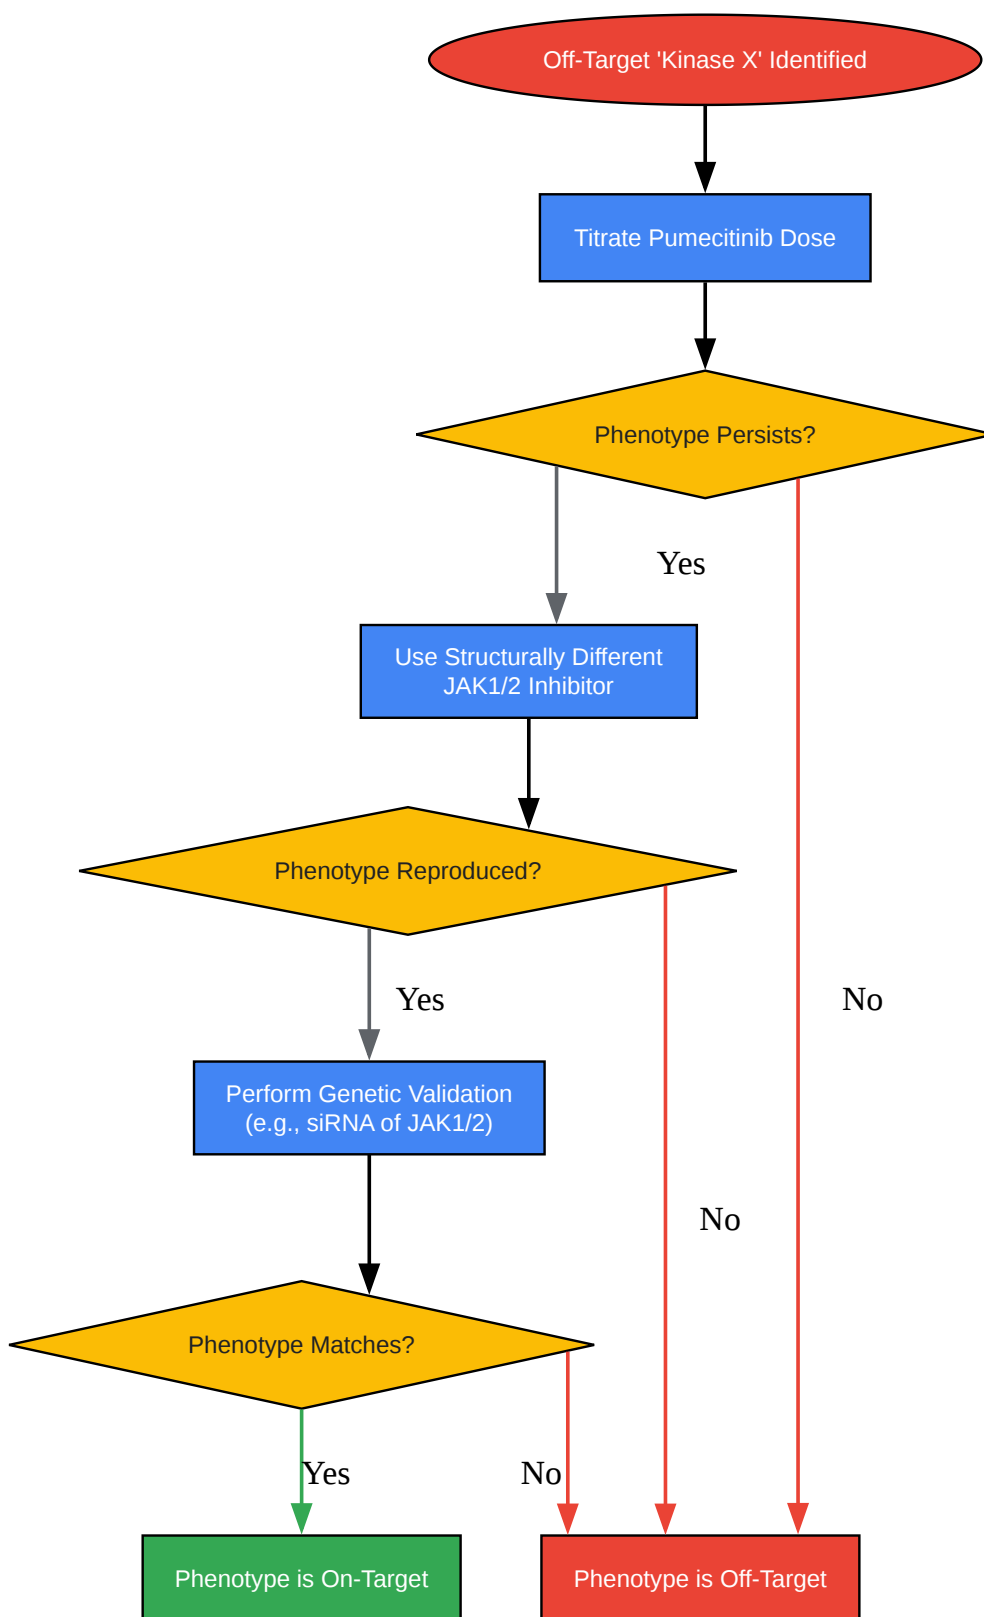 Off-Target 'Kinase X' Identified
Titrate Pumecitinib Dose
Phenotype Persists?
Yes
Use Structurally Different
JAK1/2 Inhibitor
Phenotype Reproduced?
Yes
No
Perform Genetic Validation
(e.g., siRNA of JAK1/2)
No
Phenotype Matches?
Yes
No
Phenotype is On-Target
Phenotype is Off-Target